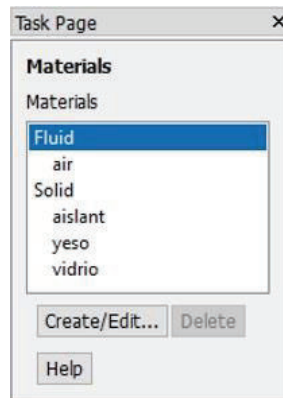 Task Page ×
Materials
Materials
Fluid
air
Solid
aislant
yeso
vidrio
Create/Edit... Delete
Help